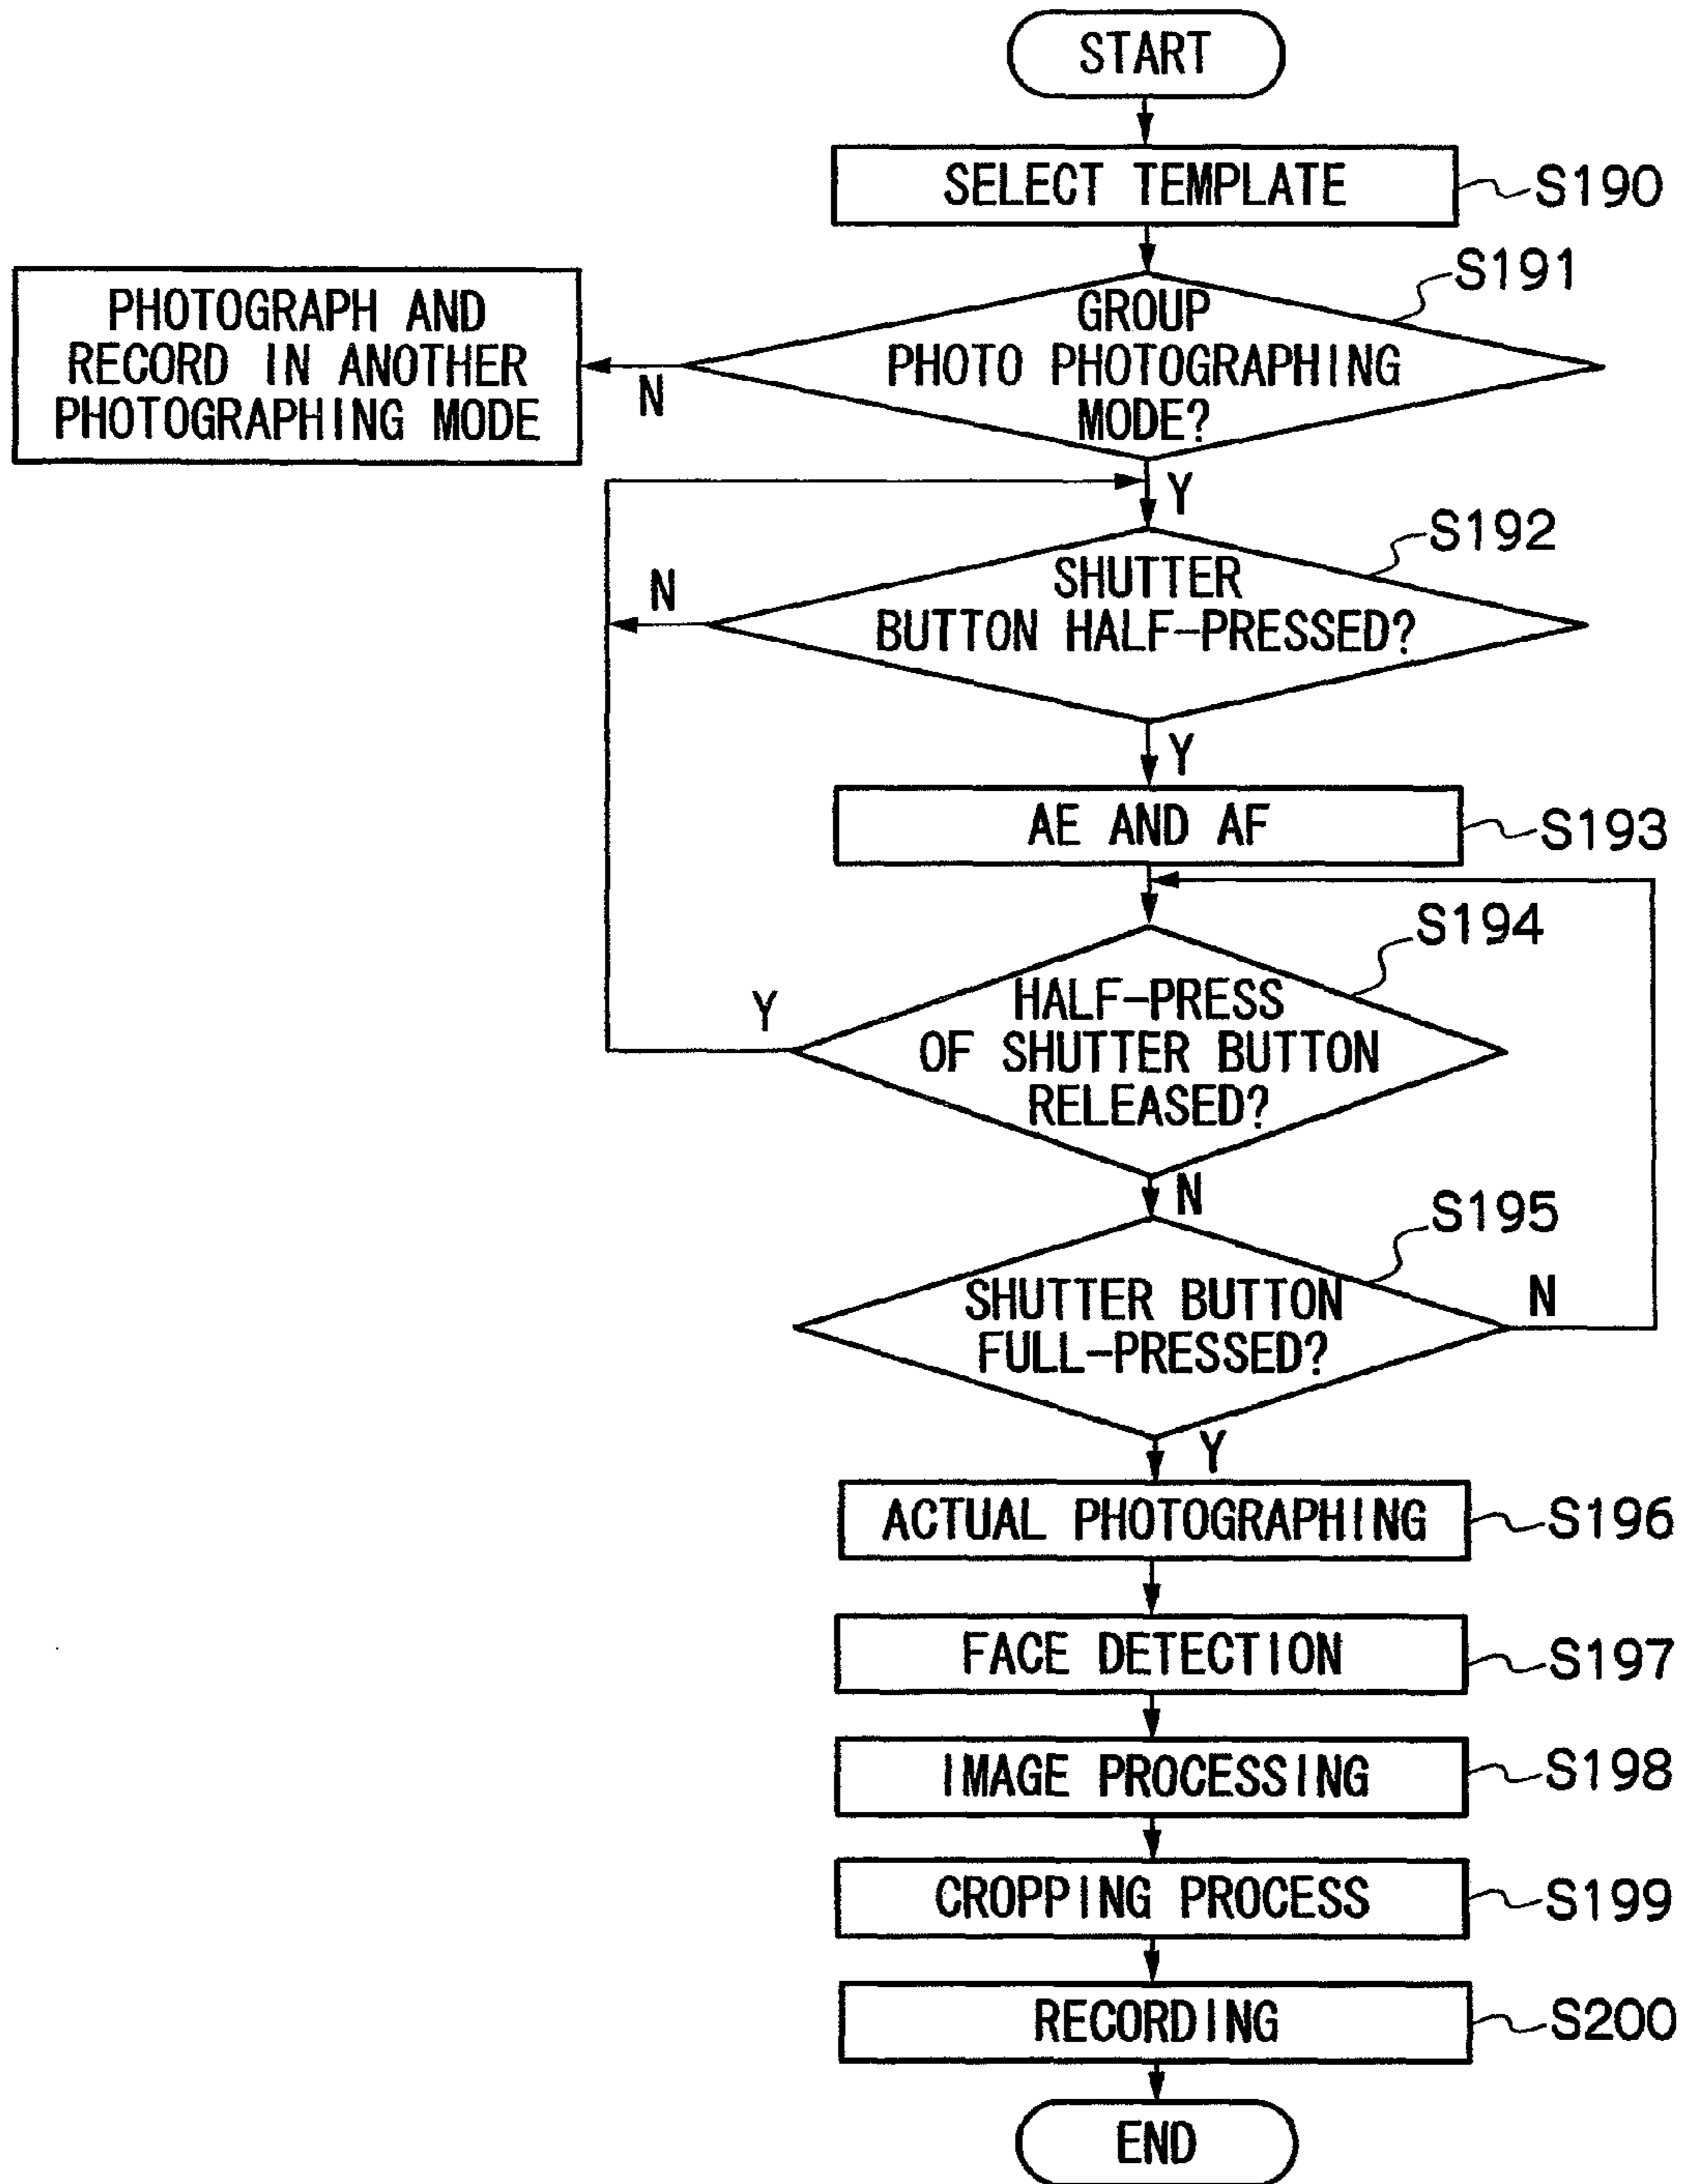 START
SELECT TEMPLATE
S190
S191
GROUP
PHOTO PHOTOGRAPHING
MODE?
PHOTOGRAPH AND
RECORD IN ANOTHER
PHOTOGRAPHING MODE
N
Y
S192
SHUTTER
BUTTON HALF-PRESSED?
N
Y
AE AND AF
S193
S194
HALF-PRESS
OF SHUTTER BUTTON
RELEASED?
Y
N
S195
SHUTTER BUTTON
FULL-PRESSED?
N
Y
ACTUAL PHOTOGRAPHING
S196
FACE DETECTION
S197
IMAGE PROCESSING
S198
CROPPING PROCESS
S199
RECORDING
S200
END